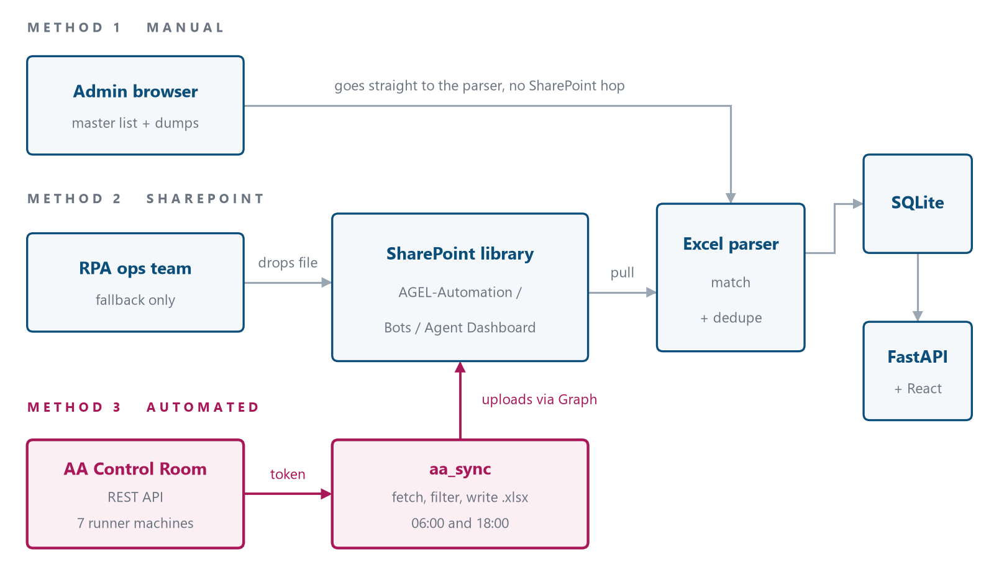 METHOD 1 MANUAL
Admin browser
master list + dumps
goes straight to the parser, no SharePoint hop
METHOD 2 SHAREPOINT
RPA ops team
fallback only
drops file
SharePoint library
AGEL-Automation /
Bots / Agent Dashboard
pull
Excel parser
match
+ dedupe
SQLite
FastAPI
+ React
uploads via Graph
METHOD 3 AUTOMATED
AA Control Room
REST API
7 runner machines
token
aa_sync
fetch, filter, write .xlsx
06:00 and 18:00